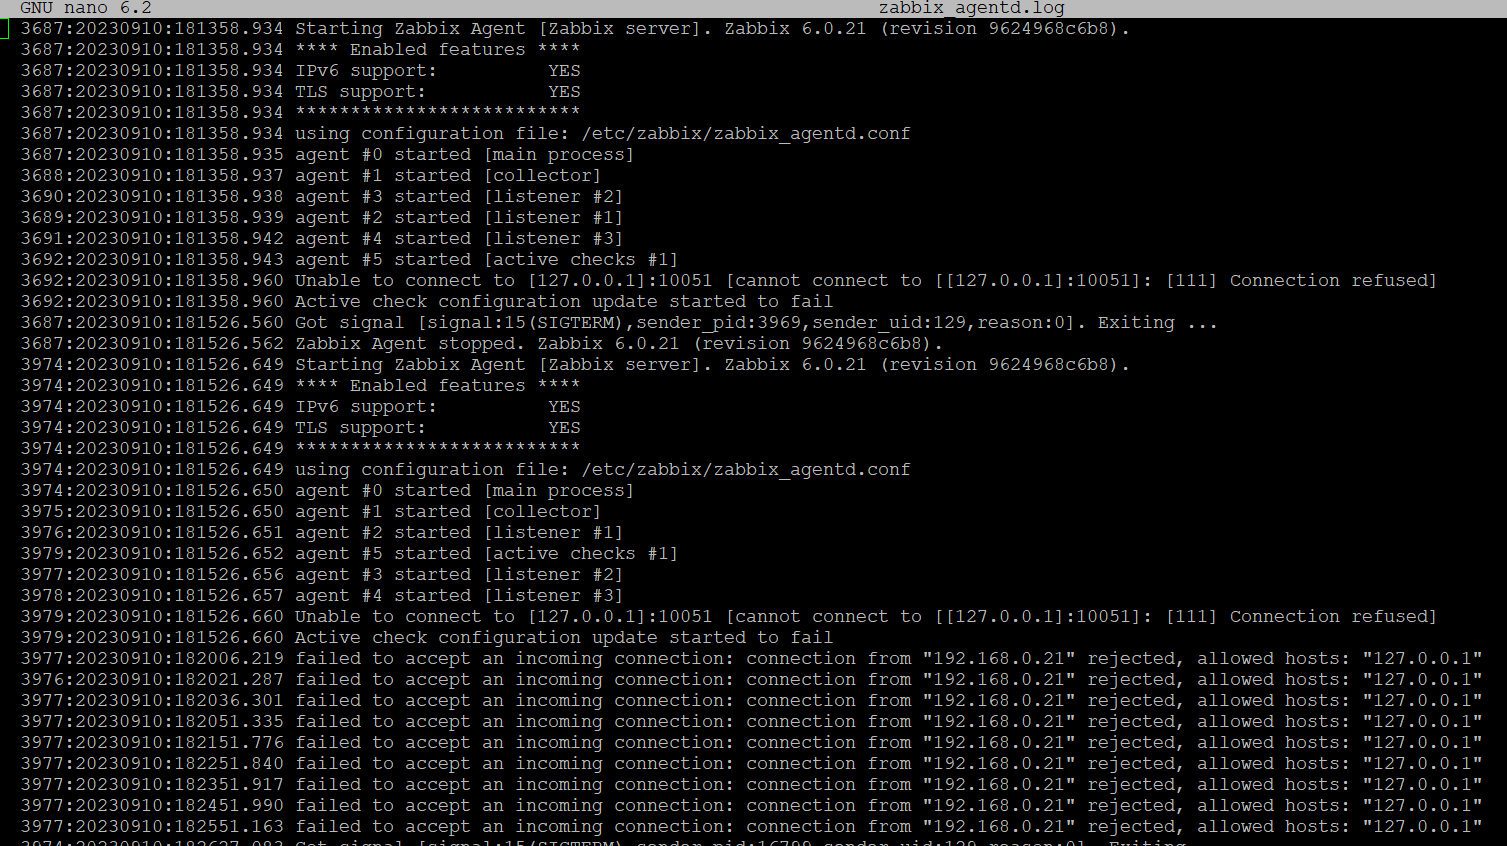 GNU nano 6.2 zabbix_agentd.log
3687:20230910:181358.934 Starting Zabbix Agent [Zabbix server]. Zabbix 6.0.21 (revision 9624968c6b8).
3687:20230910:181358.934 **** Enabled features ****
3687:20230910:181358.934 IPv6 support:          YES
3687:20230910:181358.934 TLS support:           YES
3687:20230910:181358.934 **************************
3687:20230910:181358.934 using configuration file: /etc/zabbix/zabbix_agentd.conf
3687:20230910:181358.935 agent #0 started [main process]
3688:20230910:181358.937 agent #1 started [collector]
3690:20230910:181358.938 agent #3 started [listener #2]
3689:20230910:181358.939 agent #2 started [listener #1]
3691:20230910:181358.942 agent #4 started [listener #3]
3692:20230910:181358.943 agent #5 started [active checks #1]
3692:20230910:181358.960 Unable to connect to [127.0.0.1]:10051 [cannot connect to [[127.0.0.1]:10051]: [111] Connection refused]
3692:20230910:181358.960 Active check configuration update started to fail
3687:20230910:181526.560 Got signal [signal:15(SIGTERM),sender_pid:3969,sender_uid:129,reason:0]. Exiting ...
3687:20230910:181526.562 Zabbix Agent stopped. Zabbix 6.0.21 (revision 9624968c6b8).
3974:20230910:181526.649 Starting Zabbix Agent [Zabbix server]. Zabbix 6.0.21 (revision 9624968c6b8).
3974:20230910:181526.649 **** Enabled features ****
3974:20230910:181526.649 IPv6 support:          YES
3974:20230910:181526.649 TLS support:           YES
3974:20230910:181526.649 **************************
3974:20230910:181526.649 using configuration file: /etc/zabbix/zabbix_agentd.conf
3974:20230910:181526.650 agent #0 started [main process]
3975:20230910:181526.650 agent #1 started [collector]
3976:20230910:181526.651 agent #2 started [listener #1]
3979:20230910:181526.652 agent #5 started [active checks #1]
3977:20230910:181526.656 agent #3 started [listener #2]
3978:20230910:181526.657 agent #4 started [listener #3]
3979:20230910:181526.660 Unable to connect to [127.0.0.1]:10051 [cannot connect to [[127.0.0.1]:10051]: [111] Connection refused]
3979:20230910:181526.660 Active check configuration update started to fail
3977:20230910:182006.219 failed to accept an incoming connection: connection from "192.168.0.21" rejected, allowed hosts: "127.0.0.1"
3976:20230910:182021.287 failed to accept an incoming connection: connection from "192.168.0.21" rejected, allowed hosts: "127.0.0.1"
3977:20230910:182036.301 failed to accept an incoming connection: connection from "192.168.0.21" rejected, allowed hosts: "127.0.0.1"
3977:20230910:182051.335 failed to accept an incoming connection: connection from "192.168.0.21" rejected, allowed hosts: "127.0.0.1"
3977:20230910:182151.776 failed to accept an incoming connection: connection from "192.168.0.21" rejected, allowed hosts: "127.0.0.1"
3977:20230910:182251.840 failed to accept an incoming connection: connection from "192.168.0.21" rejected, allowed hosts: "127.0.0.1"
3977:20230910:182351.917 failed to accept an incoming connection: connection from "192.168.0.21" rejected, allowed hosts: "127.0.0.1"
3977:20230910:182451.990 failed to accept an incoming connection: connection from "192.168.0.21" rejected, allowed hosts: "127.0.0.1"
3977:20230910:182551.163 failed to accept an incoming connection: connection from "192.168.0.21" rejected, allowed hosts: "127.0.0.1"
Got signal [signal:15(SIGTERM),